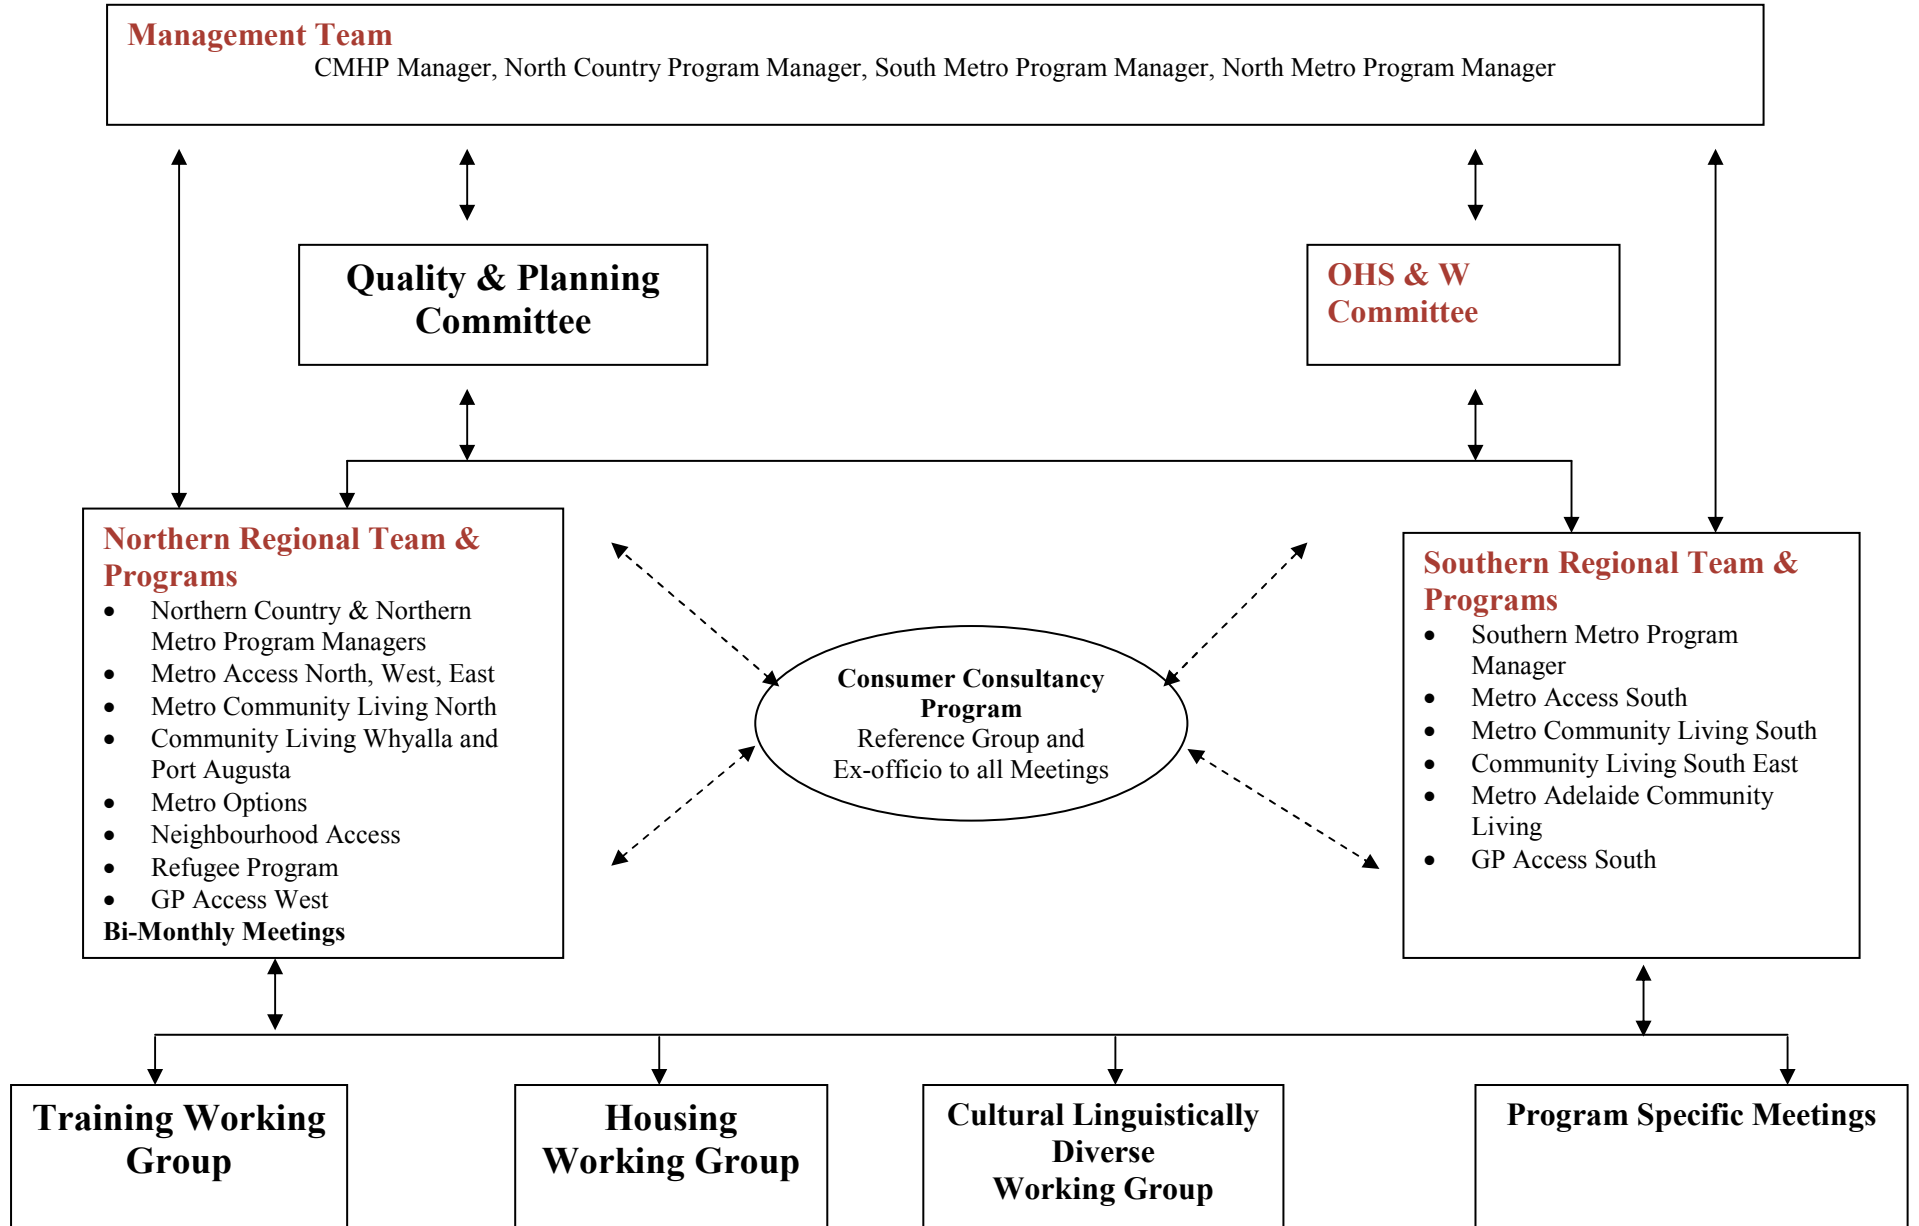 Management Team
CMHP Manager, North Country Program Manager, South Metro Program Manager, North Metro Program Manager
Quality & Planning
Committee
OHS & W
Committee
Northern Regional Team &
Programs
• Northern Country & Northern
Metro Program Managers
• Metro Access North, West, East
• Metro Community Living North
• Community Living Whyalla and
Port Augusta
• Metro Options
• Neighbourhood Access
• Refugee Program
• GP Access West
Bi-Monthly Meetings
Consumer Consultancy
Program
Reference Group and
Ex-officio to all Meetings
Southern Regional Team &
Programs
• Southern Metro Program
Manager
• Metro Access South
• Metro Community Living South
• Community Living South East
• Metro Adelaide Community
Living
• GP Access South
Training Working
Group
Housing
Working Group
Cultural Linguistically
Diverse
Working Group
Program Specific Meetings